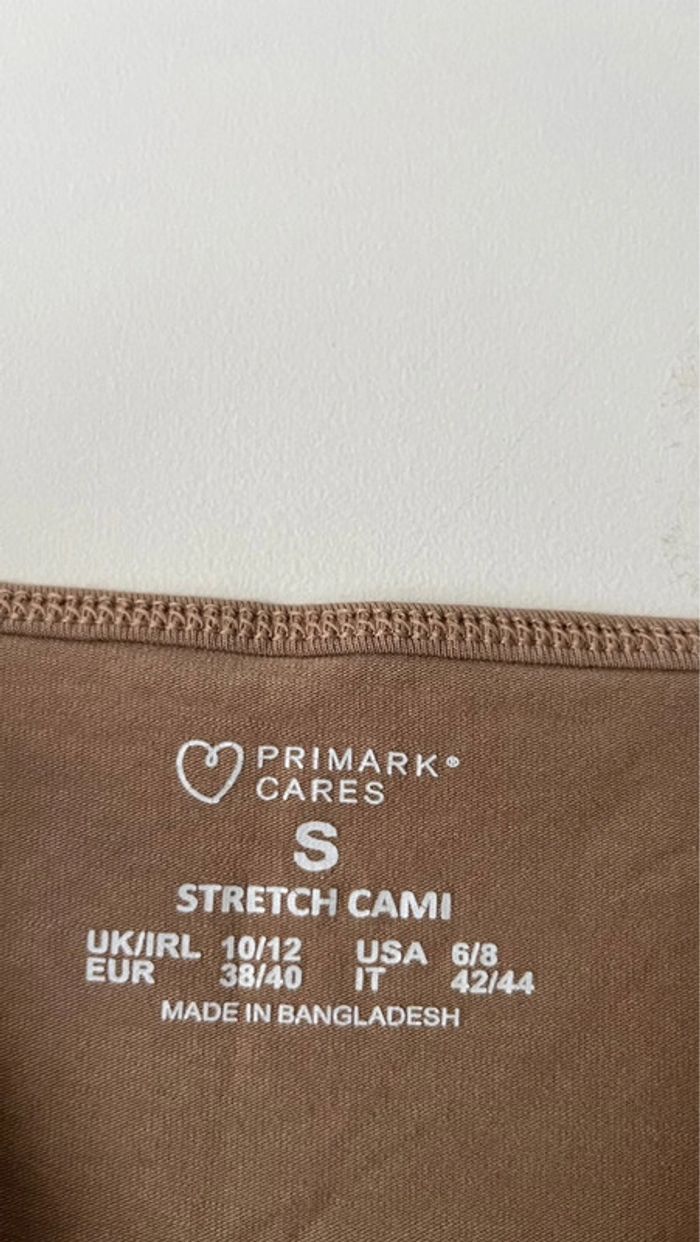 PRIMARK®
CARES
S
STRETCH CAMI
UK/IRL 10/12 USA 6/8
EUR 38/40 IT 42/44
MADE IN BANGLADESH